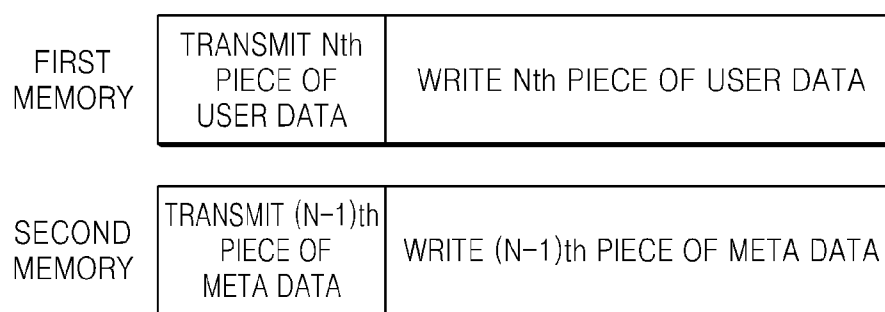 FIRST
MEMORY
TRANSMIT Nth
PIECE OF
USER DATA
WRITE Nth PIECE OF USER DATA
SECOND
MEMORY
TRANSMIT (N-1)th
PIECE OF
META DATA
WRITE (N-1)th PIECE OF META DATA